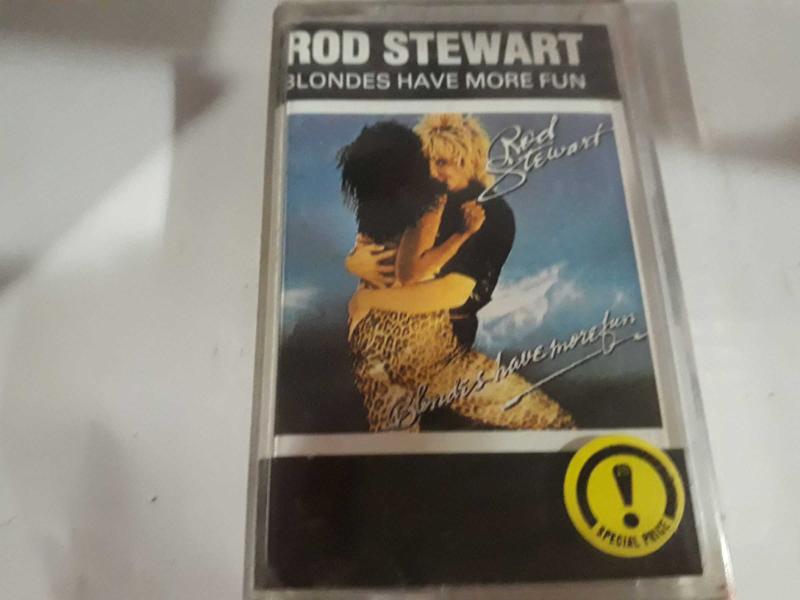 ROD STEWART
BLONDES HAVE MORE FUN
Rod
Stewart
Blondes have more fun
!
SPECIAL PRICE